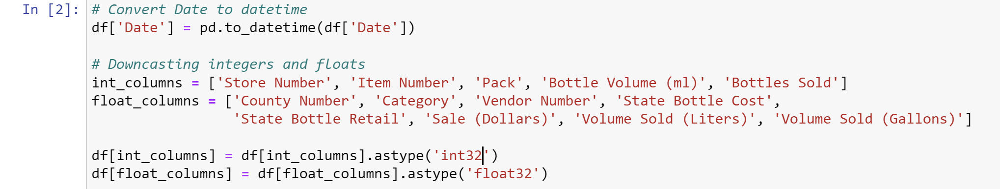 In [2]: # Convert Date to datetime
df['Date'] = pd.to_datetime(df['Date'])
# Downcasting integers and floats
int_columns = ['Store Number', 'Item Number', 'Pack', 'Bottle Volume (ml)', 'Bottles Sold']
float_columns = ['County Number', 'Category', 'Vendor Number', 'State Bottle Cost',
'State Bottle Retail', 'Sale (Dollars)', 'Volume Sold (Liters)', 'Volume Sold (Gallons)']
df[int_columns] = df[int_columns].astype('int32')
df[float_columns] = df[float_columns].astype('float32')